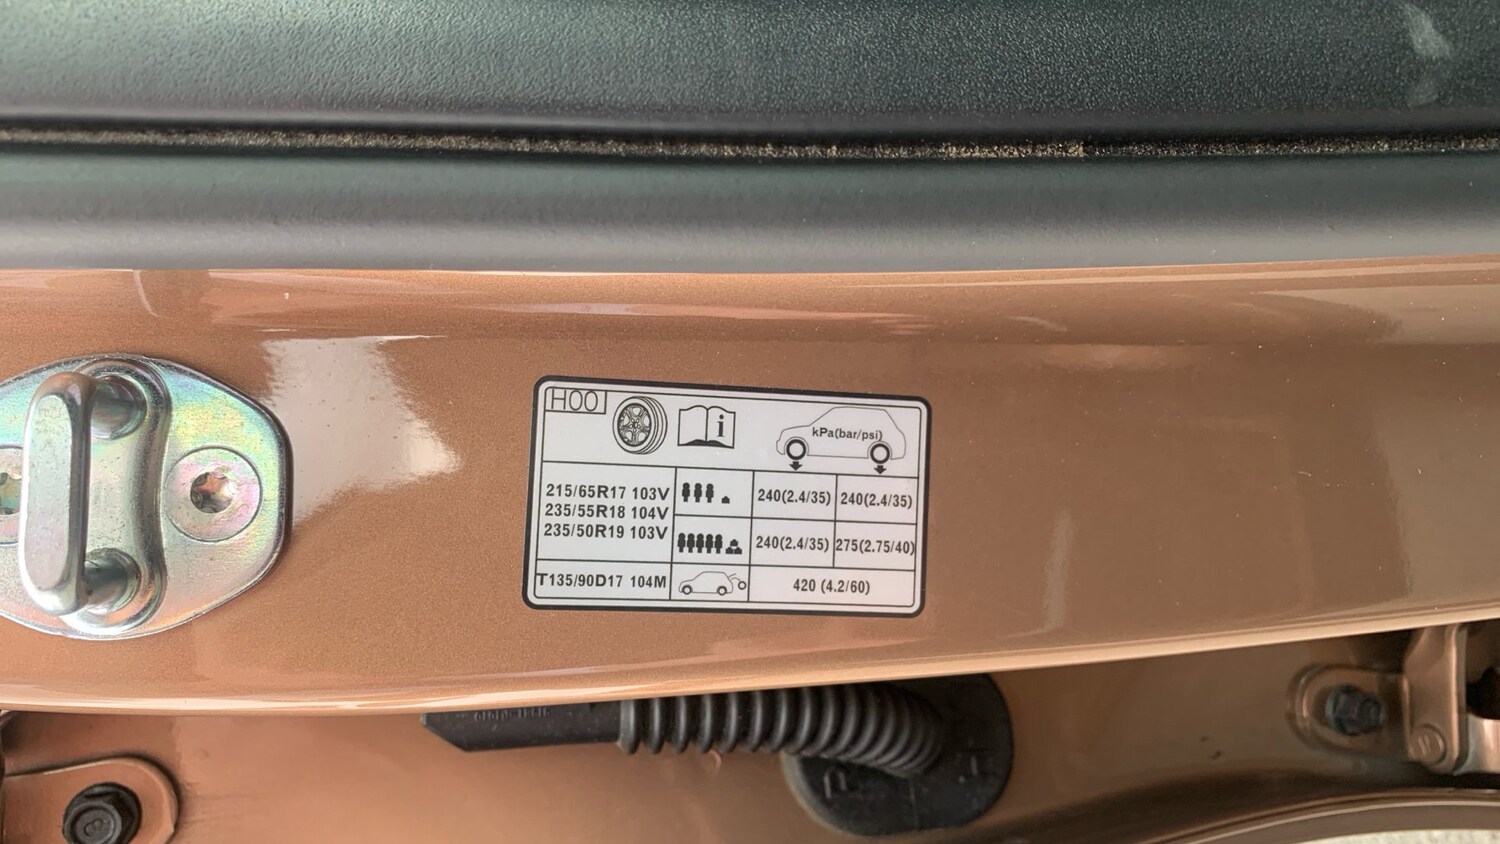 HOO
i
kPa(bar/psi)
215/65R17 103V
235/55R18 104V
235/50R19 103V
240(2.4/35) 240(2.4/35)
240(2.4/35) 275(2.75/40)
T135/90D17 104M 420 (4.2/60)